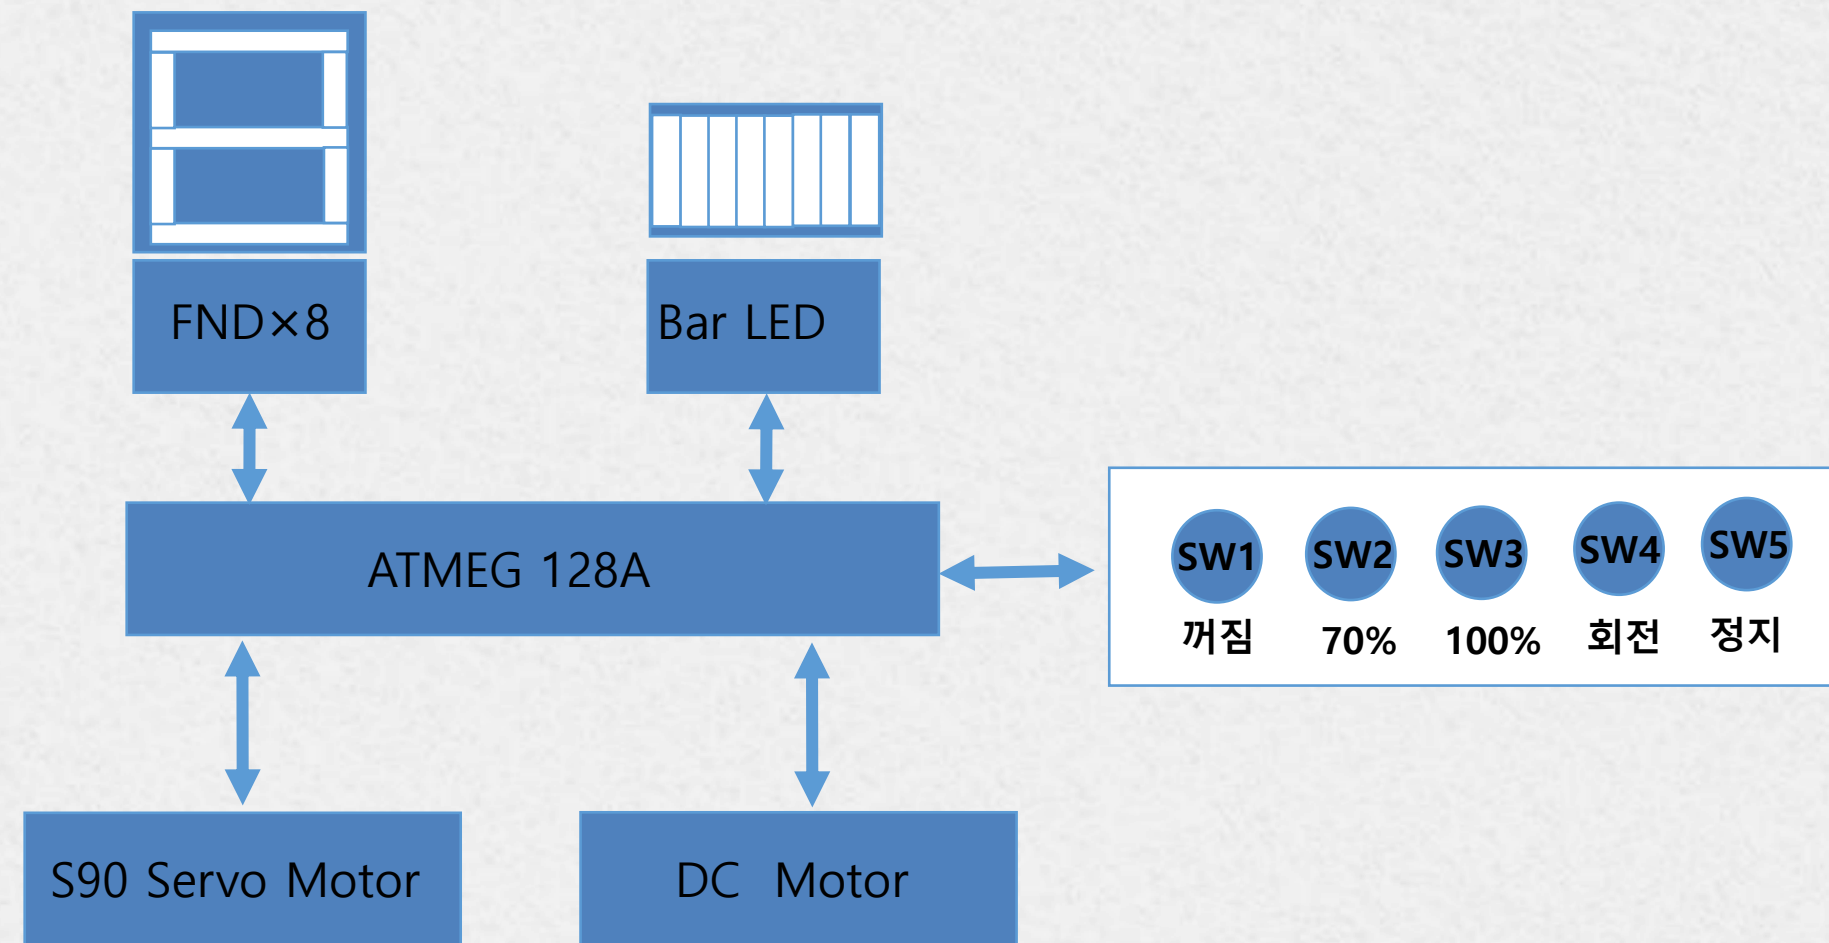 FND×8
Bar LED
ATMEG 128A
SW1 SW2 SW3 SW4 SW5
꺼짐 70% 100% 회전 정지
S90 Servo Motor
DC Motor